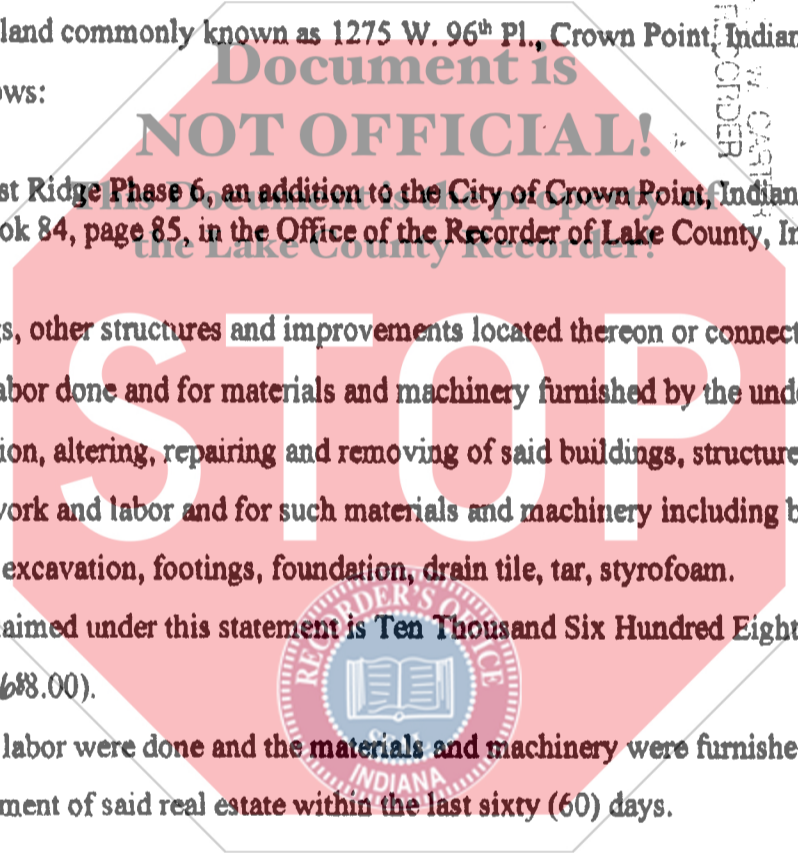 land commonly known as 1275 W. 96th Pl., Crown Point, Indian
Document is
ows:
NOT OFFICIAL!
W. CART
CORDER
st Ridge Phase 6, an addition to the City of Crown Point, Indian
This Document is the property of
ok 84, page 85, in the Office of the Recorder of Lake County, In
the Lake County Recorder!
STOP
s, other structures and improvements located thereon or connect
abor done and for materials and machinery furnished by the und
ion, altering, repairing and removing of said buildings, structure
work and labor and for such materials and machinery including b
excavation, footings, foundation, drain tile, tar, styrofoam.
aimed under this statement is Ten Thousand Six Hundred Eight
688.00).
RECORDER'S OFFICE
SEAL
INDIANA
labor were done and the materials and machinery were furnishe
ment of said real estate within the last sixty (60) days.